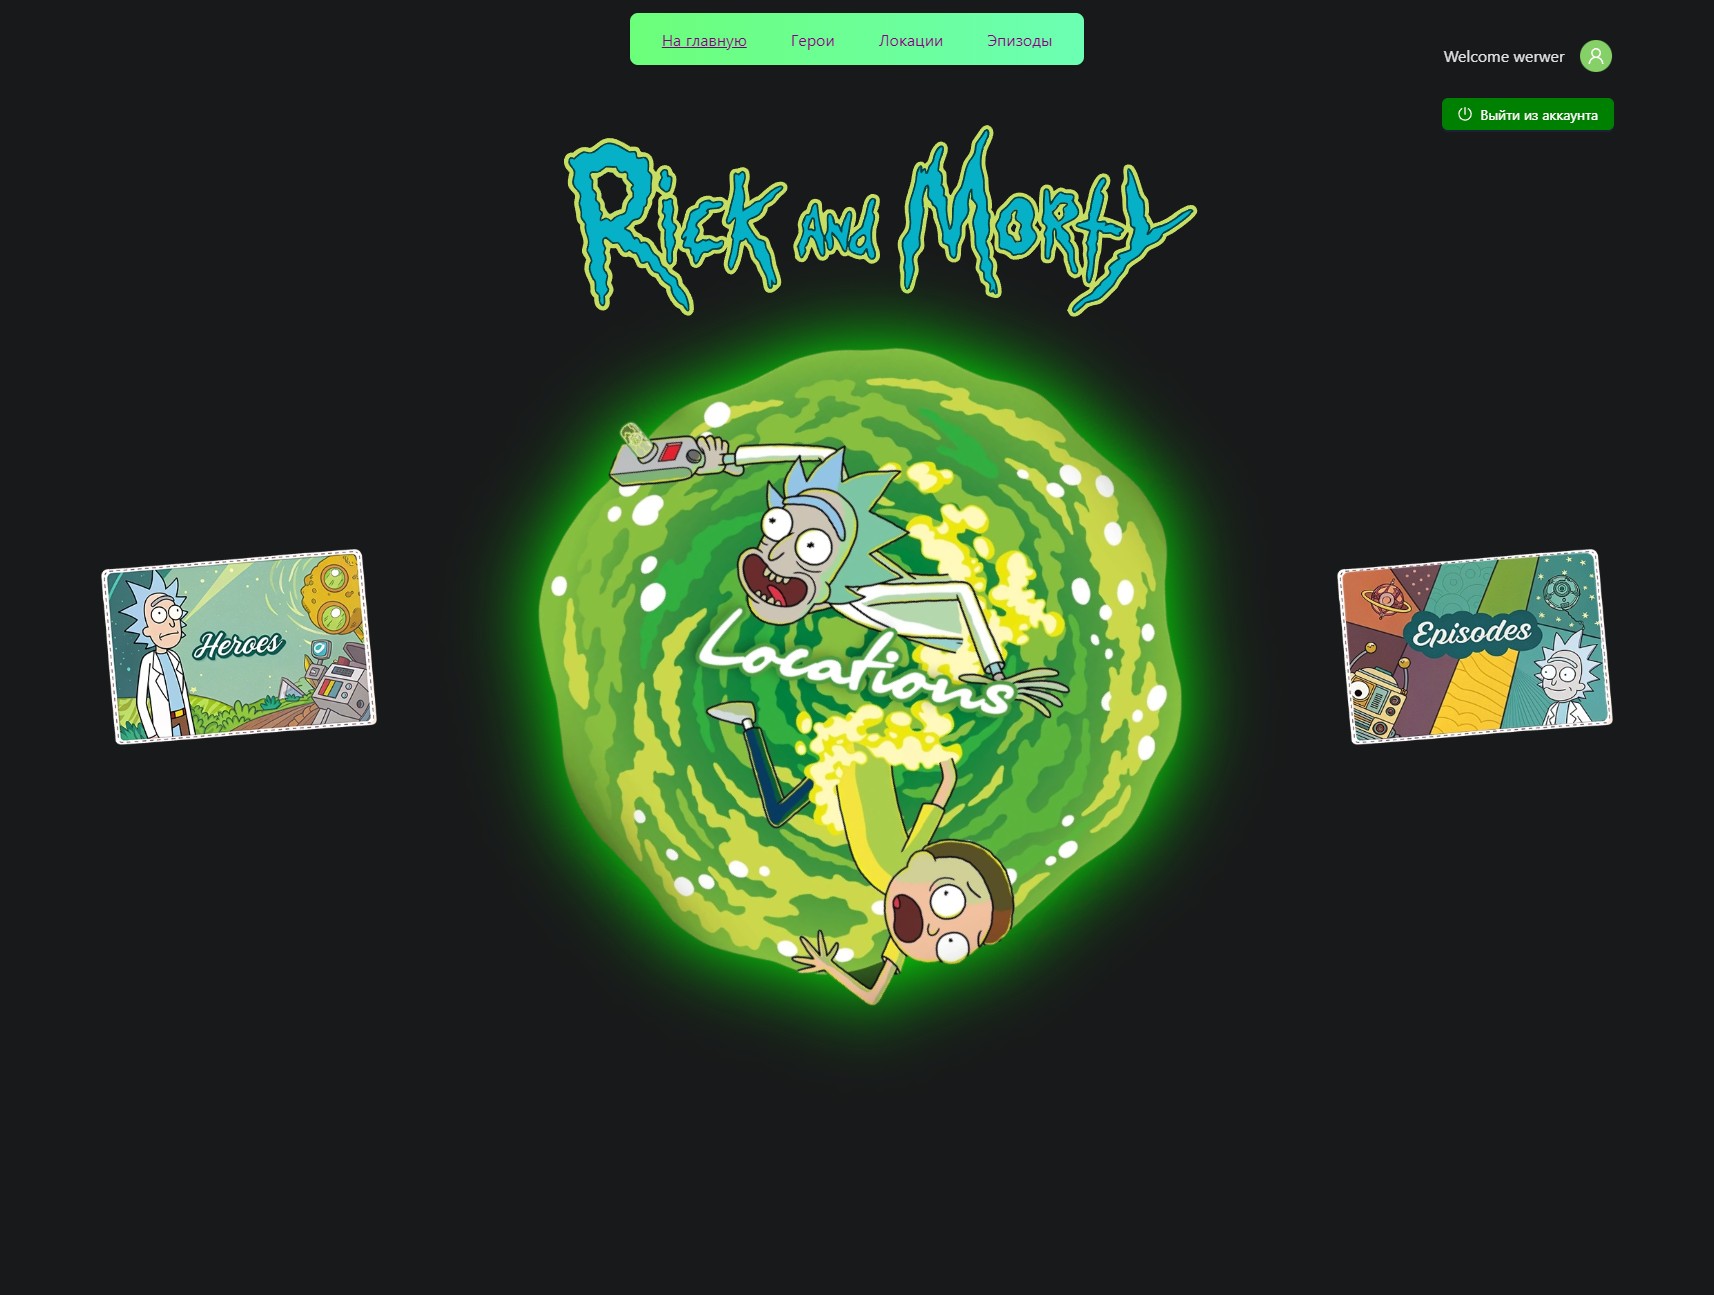 На главную Герои Локации Эпизоды
Welcome werwer
Выйти из аккаунта
Rick and Morty
Heroes
Locations
Episodes